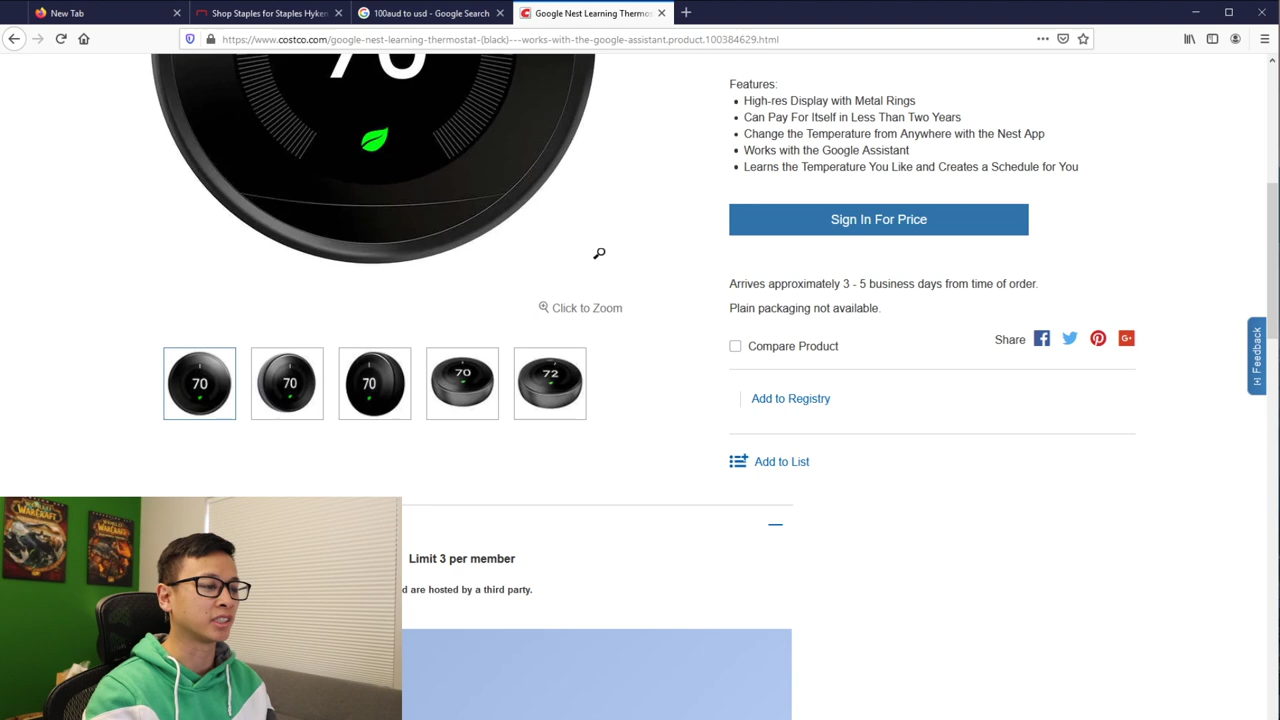 New Tab
Shop Staples for Staples Hyken
100aud to usd - Google Search
Google Nest Learning Thermos
https://www.costco.com/google-nest-learning-thermostat-(black)---works-with-the-google-assistant.product.100384629.html
70
Features:
High-res Display with Metal Rings
Can Pay For Itself in Less Than Two Years
Change the Temperature from Anywhere with the Nest App
Works with the Google Assistant
Learns the Temperature You Like and Creates a Schedule for You
Sign In For Price
Click to Zoom
Arrives approximately 3 - 5 business days from time of order.
Plain packaging not available.
Share
Compare Product
Add to Registry
Add to List
Feedback
70
70
70
70
72
Limit 3 per member
d are hosted by a third party.
WARCRAFT
WARCRAFT